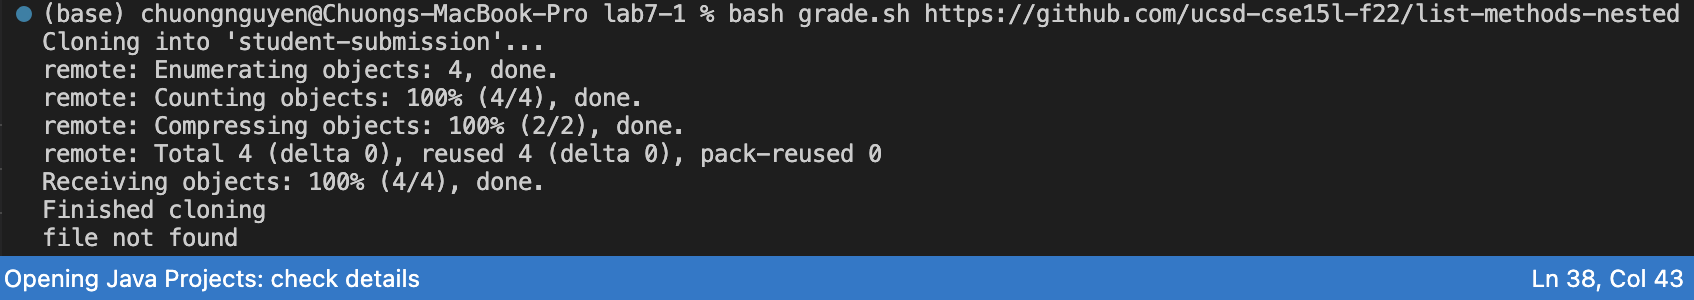 (base) chuongnguyen@Chuongs-MacBook-Pro lab7-1 % bash grade.sh https://github.com/ucsd-cse15l-f22/list-methods-nested
Cloning into 'student-submission'...
remote: Enumerating objects: 4, done.
remote: Counting objects: 100% (4/4), done.
remote: Compressing objects: 100% (2/2), done.
remote: Total 4 (delta 0), reused 4 (delta 0), pack-reused 0
Receiving objects: 100% (4/4), done.
Finished cloning
file not found
Opening Java Projects: check details Ln 38, Col 43